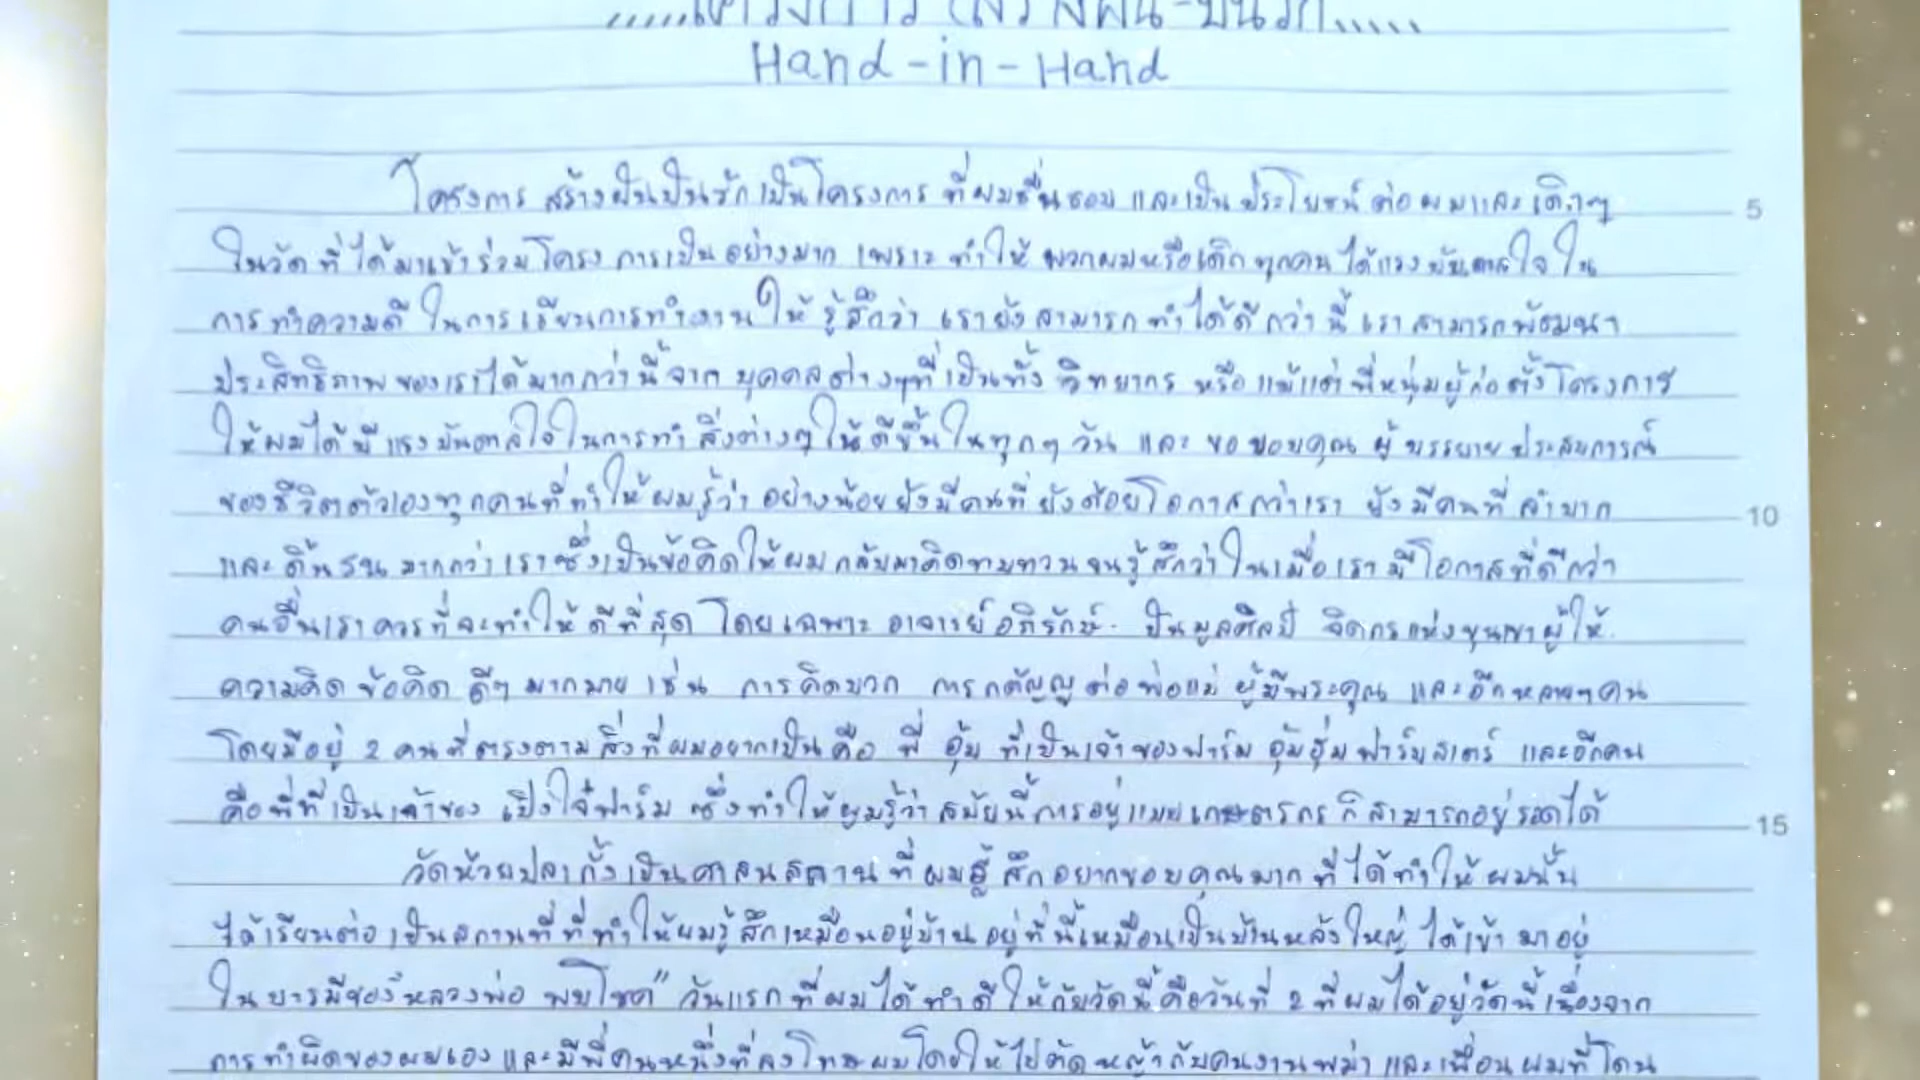 .....โครงการ สร้างฝัน-ปันรัก.....
Hand-in-Hand
โครงการ สร้างฝันปันรักเป็นโครงการ ที่ผมชื่นชอบ และเป็นประโยชน์ ต่อผมและเด็กๆ
ในวัดที่ได้มาเข้าร่วมโครงการเป็นอย่างมาก เพราะ ทำให้ พวกผมหรือเด็กทุกคนได้แรงบันดาลใจใน
การทำความดี ในการเรียนการทำงานให้ รู้สึกว่า เรายังสามารถทำได้ดีกว่านี้ เราสามารถพัฒนา
ประสิทธิภาพของเราได้มากกว่านี้จาก บุคคลต่างๆที่เป็นทั้ง วิทยากร หรือ แม้แต่พี่หนุ่มผู้ก่อตั้งโครงการ
ให้ผมได้มีแรงบันดาลใจในการทำ สิ่งต่างๆให้ดีขึ้นในทุกๆ วัน และ ขอขอบคุณ ผู้บรรยายประสบการณ์
ของชีวิตตัวเองทุกคนที่ทำให้ผมรู้ว่า อย่างน้อยยังมีคนที่ยังด้อยโอกาสกว่าเรา ยังมีคนที่ ลำบาก
และดิ้นรนมากกว่าเราซึ่งเป็นข้อคิดให้ผมกลับมาคิดทบทวนจนรู้สึกว่าในเมื่อเรามีโอกาสที่ดีกว่า
คนอื่นเราควรที่จะทำให้ดีที่สุด โดยเฉพาะ อาจารย์อภิรักษ์ ปันมูลศิลป์ จิตกรแห่งขุนเขาผู้ให้
ความคิด ข้อคิด ดีๆ มากมาย เช่น การคิดบวก การกตัญญูต่อพ่อแม่ ผู้มีพระคุณ และอีกหลายๆคน
โดยมีอยู่ 2 คนที่ตรงตามสิ่งที่ผมอยากเป็นคือ พี่ อุ้ม ที่เป็นเจ้าของฟาร์ม อุ้มฮุ่มฟาร์มสเตร์ และอีกคน
คือพี่ที่เป็นเจ้าของ เปิงใจ๋ฟาร์ม ซึ่งทำให้ผมรู้ว่า สมัยนี้การอยู่แบบเกษตรกร ก็สามารถอยู่รอดได้
วัดห้วยปลากั้งเป็นศาสนสถานที่ผมรู้สึกอยากขอบคุณมากที่ได้ทำให้ผมนั้น
ได้เรียนต่อ เป็นสถานที่ที่ทำให้ผมรู้สึกเหมือนอยู่บ้าน อยู่ที่นี้เหมือนเป็นบ้านหลังใหญ่ ได้เข้ามาอยู่
ในบารมีของ"หลวงพ่อ พบโชค" วันแรกที่ผมได้ทำดีให้กับวัดนี้คือวันที่ 2 ที่ผมได้อยู่วัดนี้เนื่องจาก
การทำผิดของผมเองและมีพี่คนหนึ่งที่ลงโทษผมโดยให้ไปตัดหญ้ากับคนงานพม่า และเพื่อนผมที่โดน